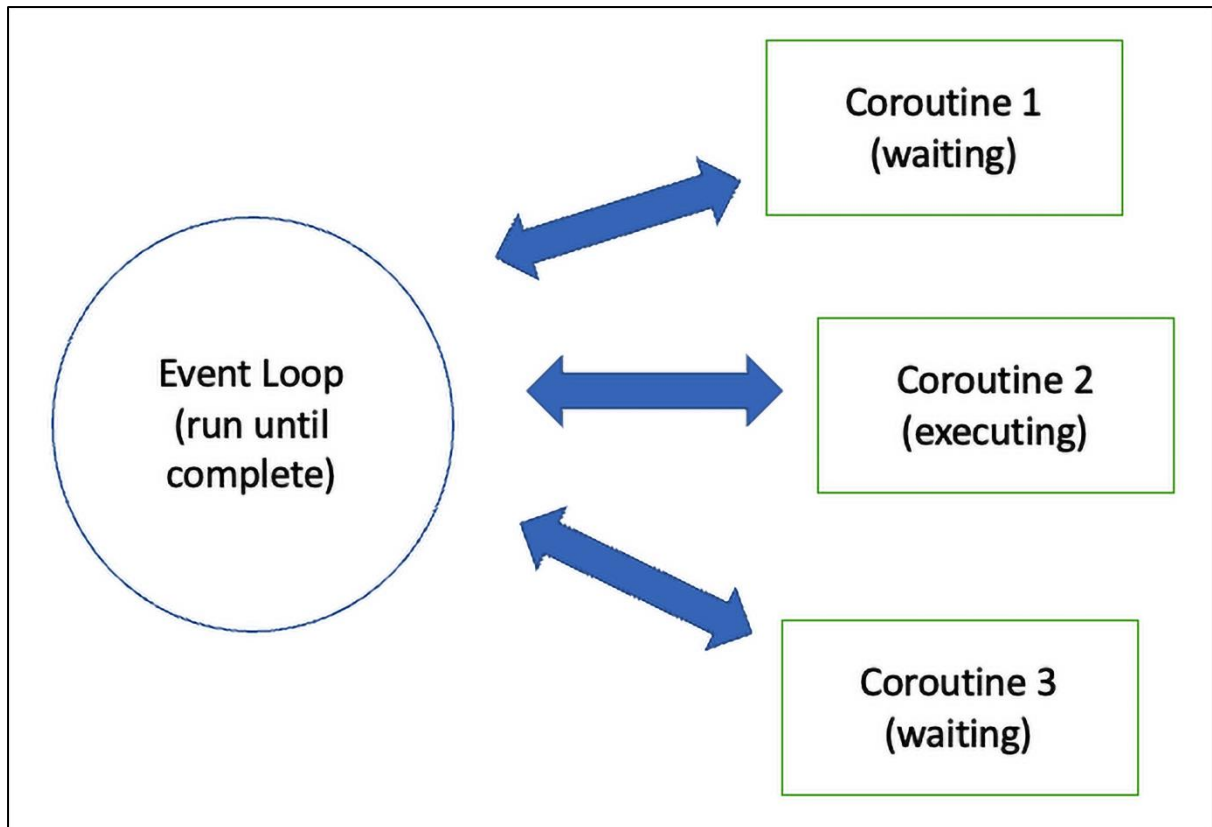 Event Loop
(run until
complete)
Coroutine 1
(waiting)
Coroutine 2
(executing)
Coroutine 3
(waiting)